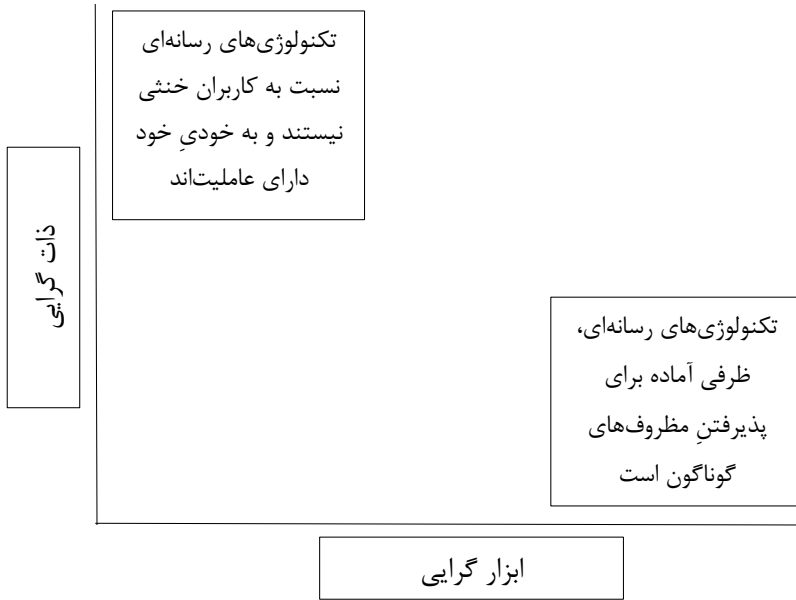 تکنولوژی‌های رسانه‌ای
نسبت به کاربران خنثی
نیستند و به خودیِ خود
دارای عاملیت‌اند
ذات گرایی
تکنولوژی‌های رسانه‌ای،
ظرفی آماده برای
پذیرفتنِ مظروف‌های
گوناگون است
ابزار گرایی